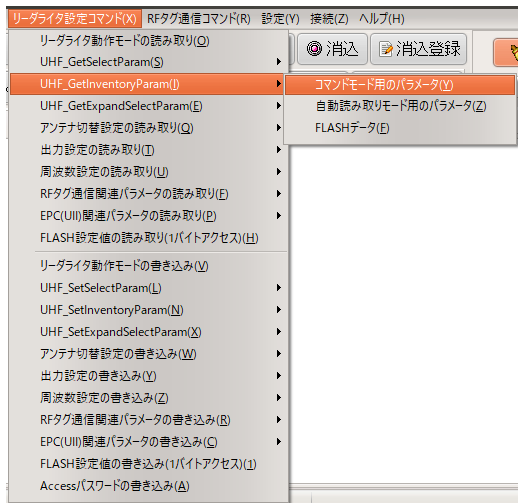 リーダライタ設定コマンド(X) RFタグ通信コマンド(R) 設定(Y) 接続(Z) ヘルプ(H)
消込 消込登録
リーダライタ動作モードの読み取り(O)
UHF_GetSelectParam(S)
UHF_GetInventoryParam(I)
コマンドモード用のパラメータ(Y)
自動読み取りモード用のパラメータ(Z)
FLASHデータ(F)
UHF_GetExpandSelectParam(E)
アンテナ切替設定の読み取り(Q)
出力設定の読み取り(T)
周波数設定の読み取り(U)
RFタグ通信関連パラメータの読み取り(F)
EPC(UII)関連パラメータの読み取り(P)
FLASH設定値の読み取り(1バイトアクセス)(H)
リーダライタ動作モードの書き込み(V)
UHF_SetSelectParam(L)
UHF_SetInventoryParam(N)
UHF_SetExpandSelectParam(X)
アンテナ切替設定の書き込み(W)
出力設定の書き込み(Y)
周波数設定の書き込み(Z)
RFタグ通信関連パラメータの書き込み(R)
EPC(UII)関連パラメータの書き込み(C)
FLASH設定値の書き込み(1バイトアクセス)(1)
Accessパスワードの書き込み(A)